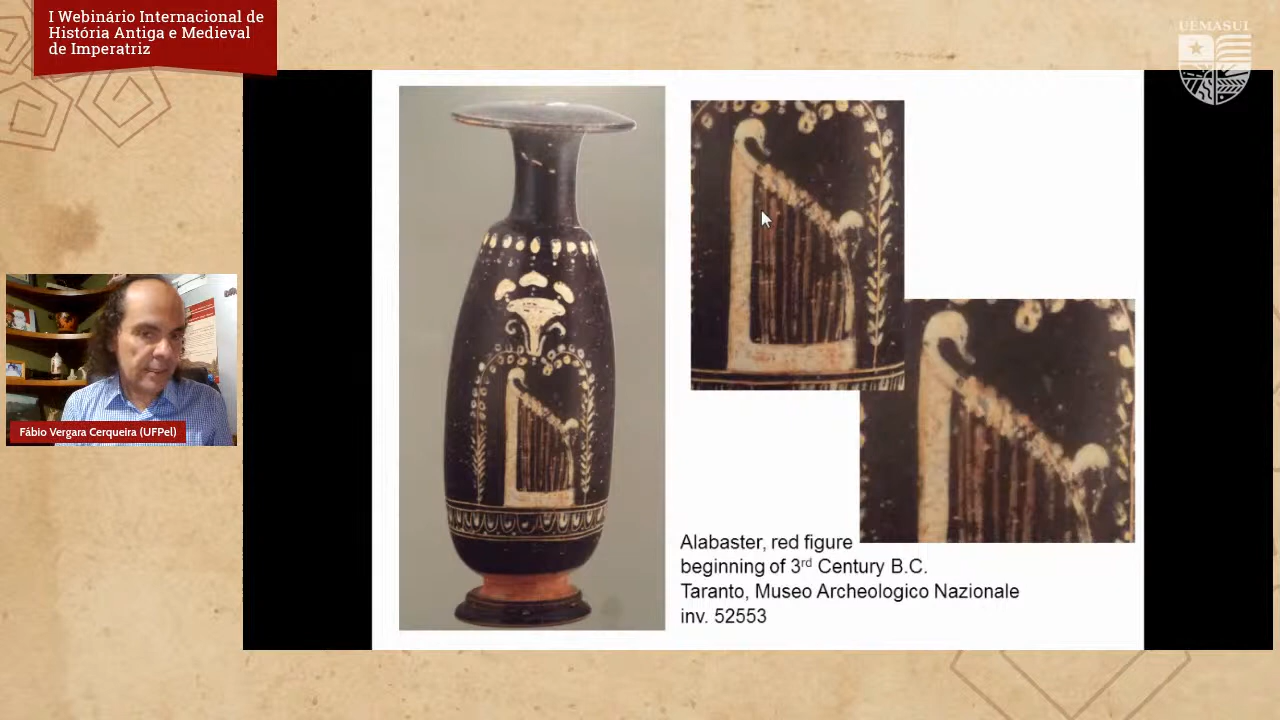 I Webinário Internacional de
História Antiga e Medieval
de Imperatriz
UEMASUL
Fábio Vergara Cerqueira (UFPel)
Alabaster, red figure
beginning of 3rd Century B.C.
Taranto, Museo Archeologico Nazionale
inv. 52553